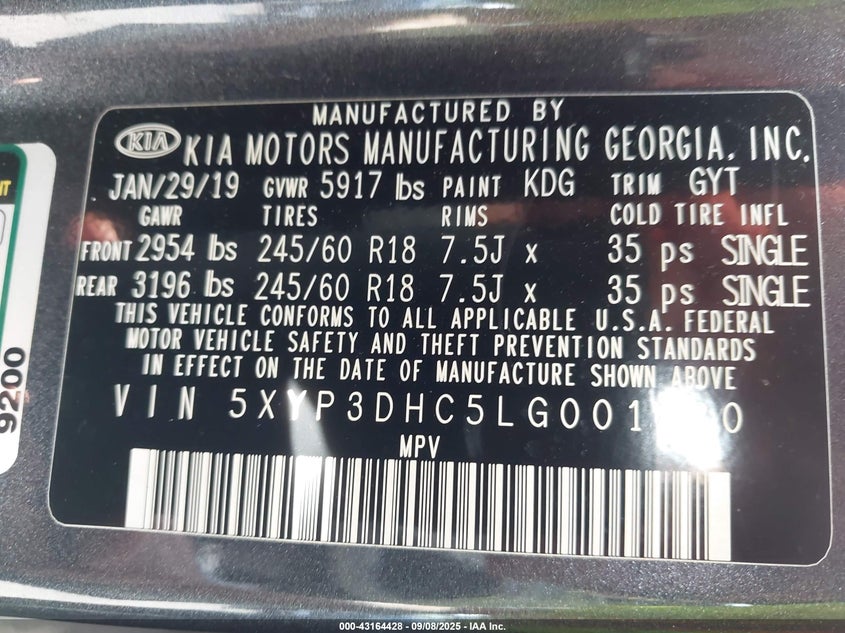 MANUFACTURED BY
KIA KIA MOTORS MANUFACTURING GEORGIA, INC.
JAN/29/19 GVWR 5917 lbs PAINT KDG TRIM GYT
GAWR TIRES RIMS COLD TIRE INFL
FRONT 2954 lbs 245/60 R18 7.5J x 35 ps SINGLE
REAR 3196 lbs 245/60 R18 7.5J x 35 ps SINGLE
THIS VEHICLE CONFORMS TO ALL APPLICABLE U.S.A. FEDERAL
MOTOR VEHICLE SAFETY AND THEFT PREVENTION STANDARDS
IN EFFECT ON THE DATE OF MANUFACTURE SHOWN ABOVE
VIN
MPV
9200
000-43164428 - 09/08/2025 - IAA Inc.